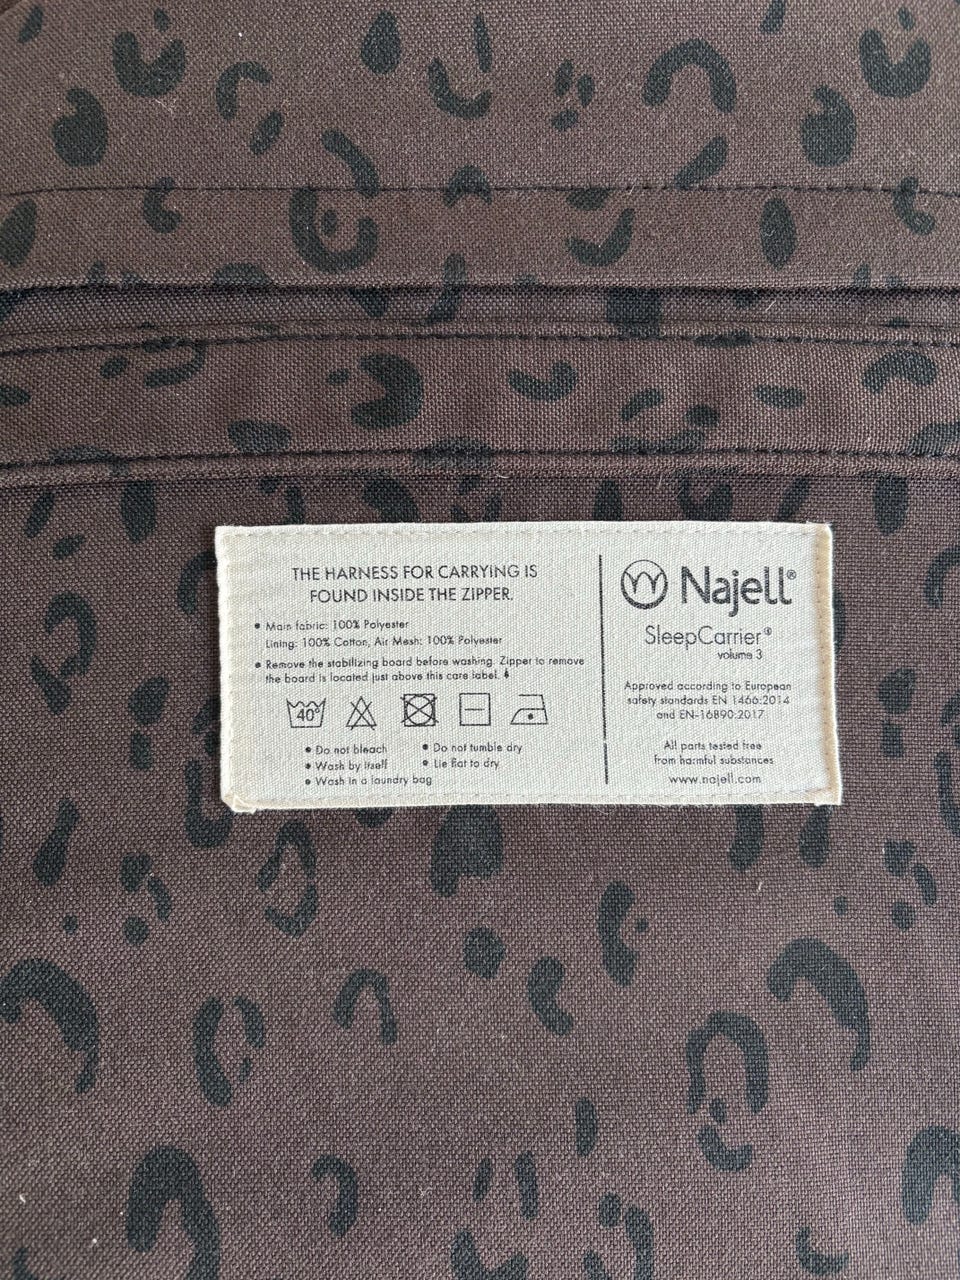 THE HARNESS FOR CARRYING IS
FOUND INSIDE THE ZIPPER.
• Main fabric: 100% Polyester
Lining: 100% Cotton, Air Mesh: 100% Polyester
• Remove the stabilizing board before washing. Zipper to remove
the board is located just above this care label.
40°
• Do not bleach
• Wash by itself
• Wash in a laundry bag
• Do not tumble dry
• Lie flat to dry
Najell®
SleepCarrier®
volume 3
Approved according to European
safety standards EN 1466:2014
and EN-16890:2017
All parts tested free
from harmful substances
www.najell.com